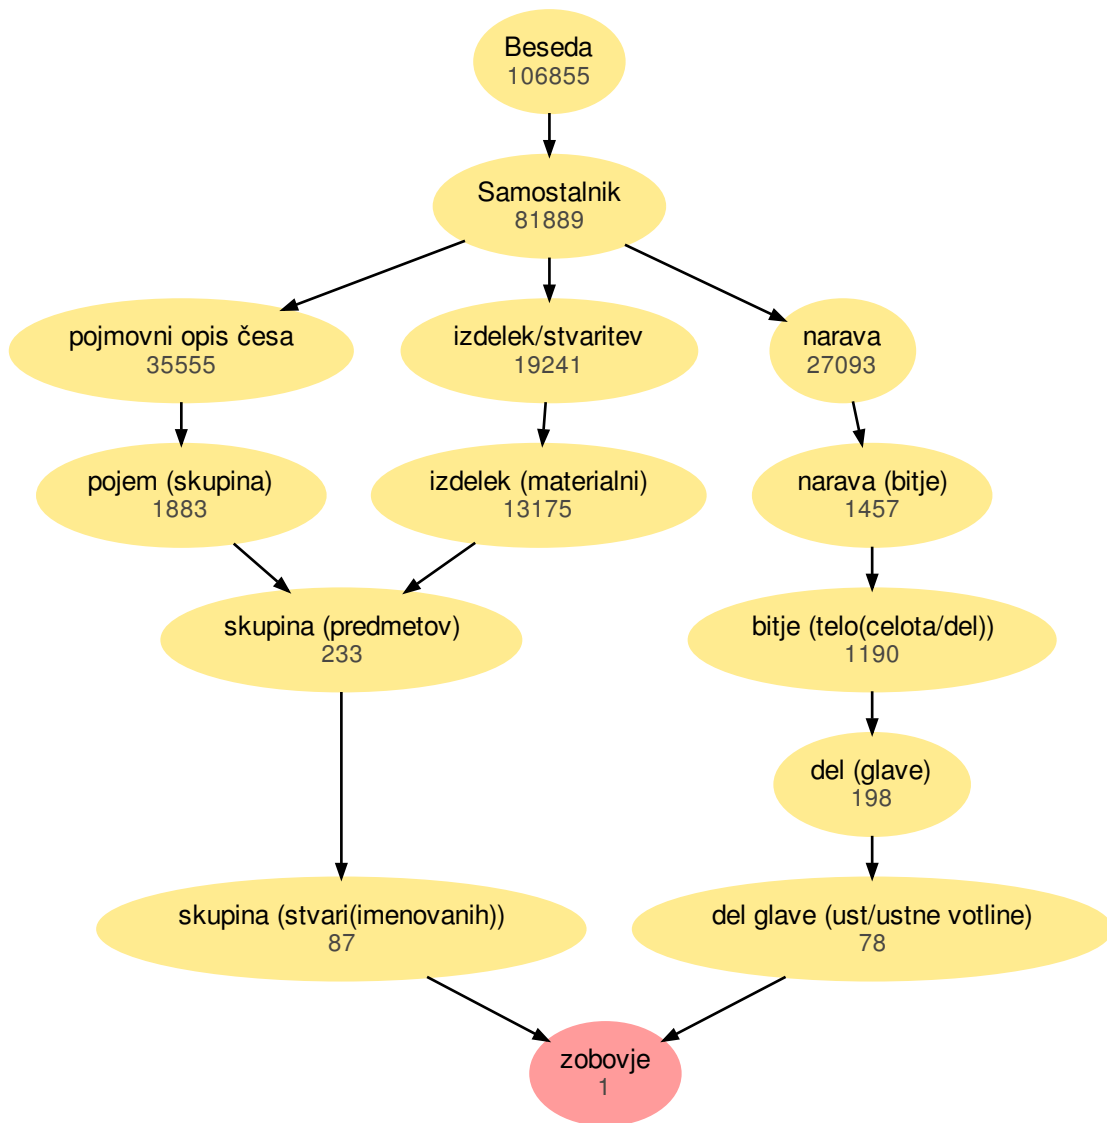 Beseda
106855
Samostalnik
81889
pojmovni opis česa
35555
izdelek/stvaritev
19241
narava
27093
pojem (skupina)
1883
izdelek (materialni)
13175
narava (bitje)
1457
skupina (predmetov)
233
bitje (telo(celota/del))
1190
del (glave)
198
skupina (stvari(imenovanih))
87
del glave (ust/ustne votline)
78
zobovje
1